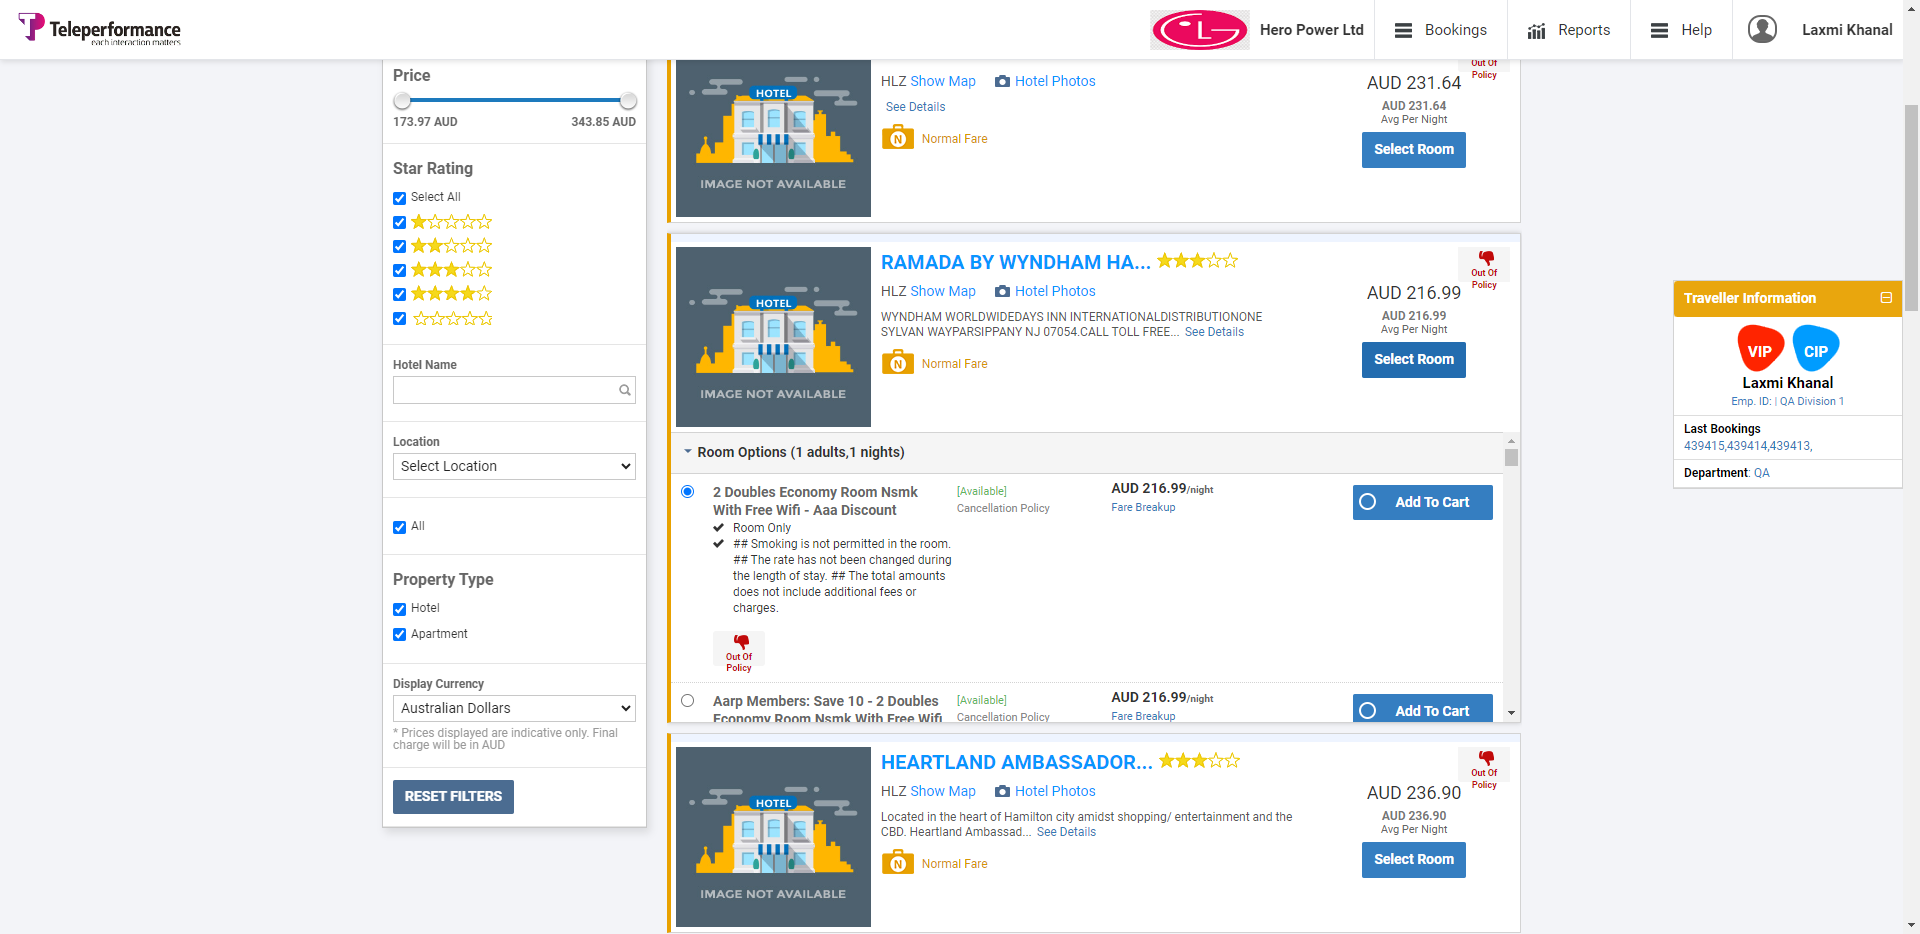 Teleperformance
each interaction matters
LG
Hero Power Ltd
Bookings
Reports
Help
Laxmi Khanal
Price
173.97 AUD
343.85 AUD
Star Rating
Select All
Hotel Name
Location
Select Location
All
Property Type
Hotel
Apartment
Display Currency
Australian Dollars
* Prices displayed are indicative only. Final
charge will be in AUD
RESET FILTERS
HOTEL
IMAGE NOT AVAILABLE
HLZ Show Map
Hotel Photos
See Details
N
Normal Fare
Out Of
Policy
AUD 231.64
AUD 231.64
Avg Per Night
Select Room
HOTEL
IMAGE NOT AVAILABLE
RAMADA BY WYNDHAM HA...
HLZ Show Map
Hotel Photos
WYNDHAM WORLDWIDEDAYS INN INTERNATIONALDISTRIBUTIONONE
SYLVAN WAYPARSIPPANY NJ 07054.CALL TOLL FREE... See Details
N
Normal Fare
Out Of
Policy
AUD 216.99
AUD 216.99
Avg Per Night
Select Room
Room Options (1 adults,1 nights)
2 Doubles Economy Room Nsmk
With Free Wifi - Aaa Discount
Room Only
## Smoking is not permitted in the room.
## The rate has not been changed during
the length of stay. ## The total amounts
does not include additional fees or
charges.
Out Of
Policy
[Available]
Cancellation Policy
AUD 216.99/night
Fare Breakup
Add To Cart
Aarp Members: Save 10 - 2 Doubles
Economy Room Nsmk With Free Wifi
[Available]
Cancellation Policy
AUD 216.99/night
Fare Breakup
Add To Cart
HOTEL
IMAGE NOT AVAILABLE
HEARTLAND AMBASSADOR...
HLZ Show Map
Hotel Photos
Located in the heart of Hamilton city amidst shopping/ entertainment and the
CBD. Heartland Ambassad... See Details
N
Normal Fare
Out Of
Policy
AUD 236.90
AUD 236.90
Avg Per Night
Select Room
Traveller Information
VIP
CIP
Laxmi Khanal
Emp. ID: | QA Division 1
Last Bookings
439415,439414,439413,
Department: QA